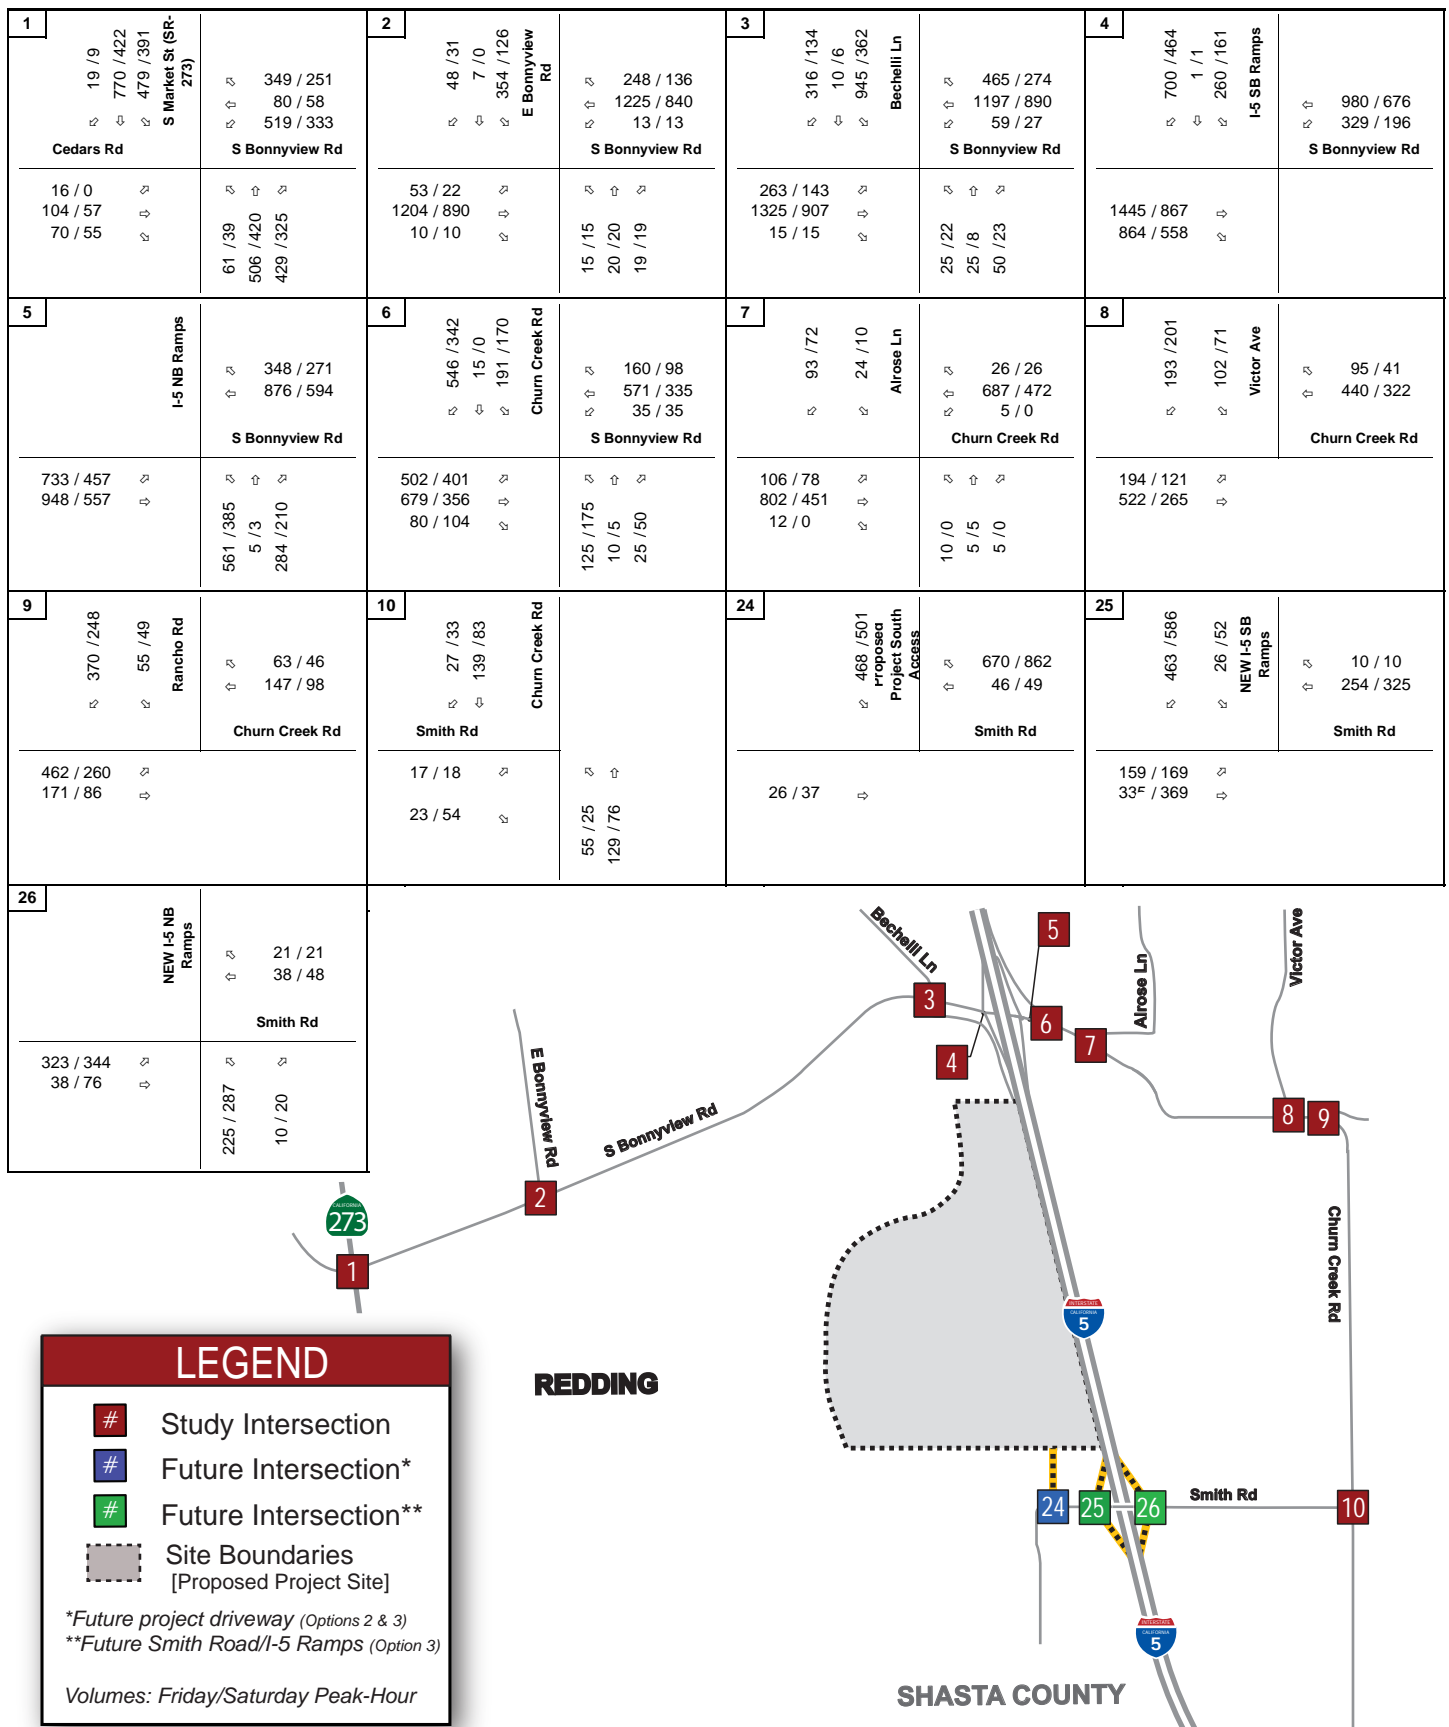 1
19 / 9
770 / 422
479 / 391
S Market St (SR-
273)
349 / 251
80 / 58
519 / 333
Cedars Rd
S Bonnyview Rd
16 / 0
104 / 57
70 / 55
61 / 39
506 / 420
429 / 325
2
48 / 31
7 / 0
354 / 126
E Bonnyview
Rd
248 / 136
1225 / 840
13 / 13
S Bonnyview Rd
53 / 22
1204 / 890
10 / 10
15 / 15
20 / 20
19 / 19
3
316 / 134
10 / 6
945 / 362
Bechelli Ln
465 / 274
1197 / 890
59 / 27
S Bonnyview Rd
263 / 143
1325 / 907
15 / 15
25 / 22
25 / 8
50 / 23
4
700 / 464
1 / 1
260 / 161
I-5 SB Ramps
980 / 676
329 / 196
S Bonnyview Rd
1445 / 867
864 / 558
5
I-5 NB Ramps
348 / 271
876 / 594
S Bonnyview Rd
733 / 457
948 / 557
561 / 385
5 / 3
284 / 210
6
546 / 342
15 / 0
191 / 170
Churn Creek Rd
160 / 98
571 / 335
35 / 35
S Bonnyview Rd
502 / 401
679 / 356
80 / 104
125 / 175
10 / 5
25 / 50
7
93 / 72
24 / 10
Alrose Ln
26 / 26
687 / 472
5 / 0
Churn Creek Rd
106 / 78
802 / 451
12 / 0
10 / 0
5 / 5
5 / 0
8
193 / 201
102 / 71
Victor Ave
95 / 41
440 / 322
Churn Creek Rd
194 / 121
522 / 265
9
370 / 248
55 / 49
Rancho Rd
63 / 46
147 / 98
Churn Creek Rd
462 / 260
171 / 86
10
27 / 33
139 / 83
Churn Creek Rd
Smith Rd
17 / 18
23 / 54
55 / 25
129 / 76
24
468 / 501
Proposed
Project South
Access
670 / 862
46 / 49
Smith Rd
26 / 37
25
463 / 586
26 / 52
NEW I-5 SB
Ramps
10 / 10
254 / 325
Smith Rd
159 / 169
/ 369
26
NEW I-5 NB
Ramps
21 / 21
38 / 48
Smith Rd
323 / 344
38 / 76
225 / 287
10 / 20
Bechelli Ln
5
Alrose Ln
Victor Ave
3
6
7
4
E Bonnyview Rd
S Bonnyview Rd
8
9
2
CALIFORNIA
273
1
Churn Creek Rd
INTERSTATE
CALIFORNIA
5
REDDING
24
25
26
Smith Rd
10
INTERSTATE
CALIFORNIA
5
SHASTA COUNTY
LEGEND
# Study Intersection
# Future Intersection*
# Future Intersection**
Site Boundaries
[Proposed Project Site]
*Future project driveway (Options 2 & 3)
**Future Smith Road/I-5 Ramps (Option 3)
Volumes: Friday/Saturday Peak-Hour